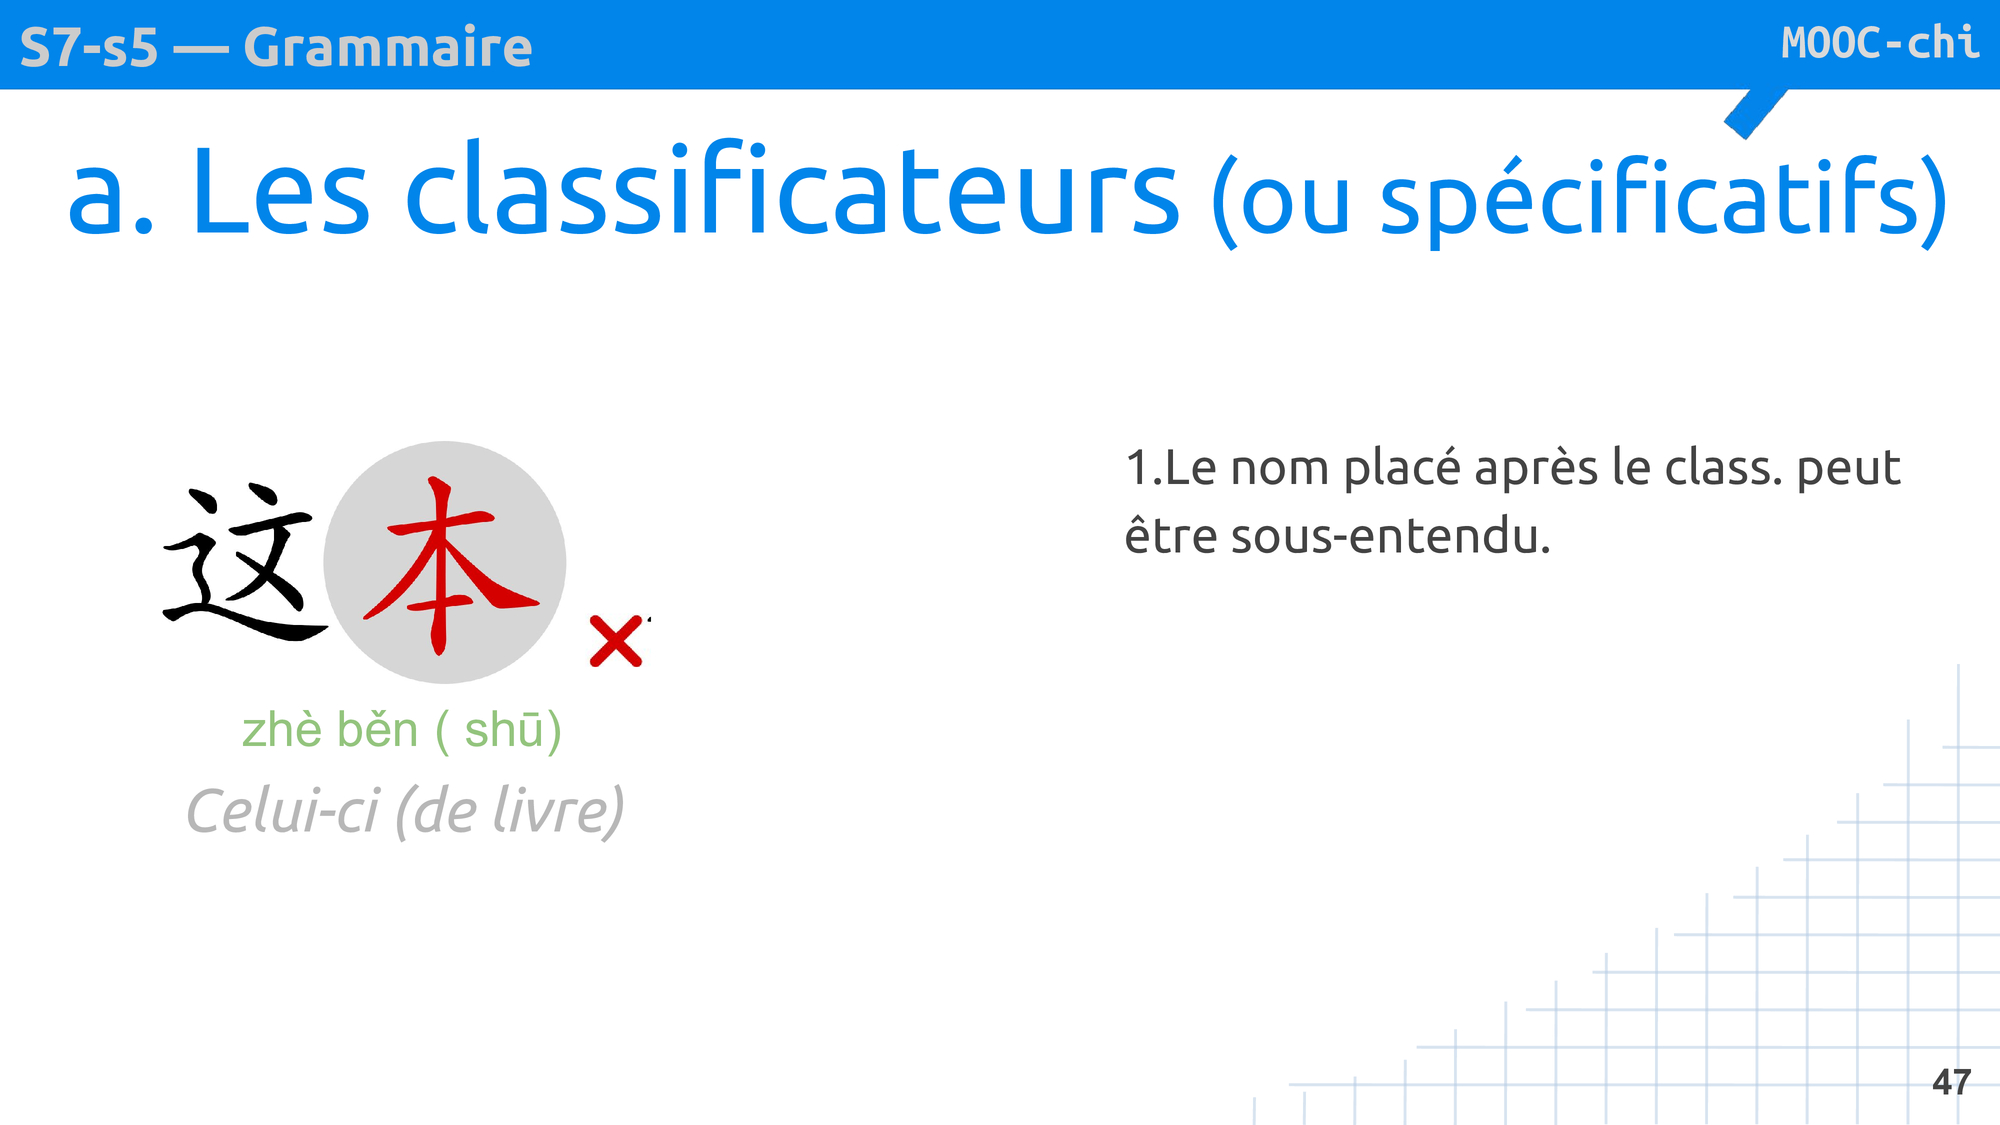 S7-s5 — Grammaire
MOOC-chi
a. Les classificateurs (ou spécificatifs)
这本
zhè běn ( shū)
Celui-ci (de livre)
1.Le nom placé après le class. peut
être sous-entendu.
47